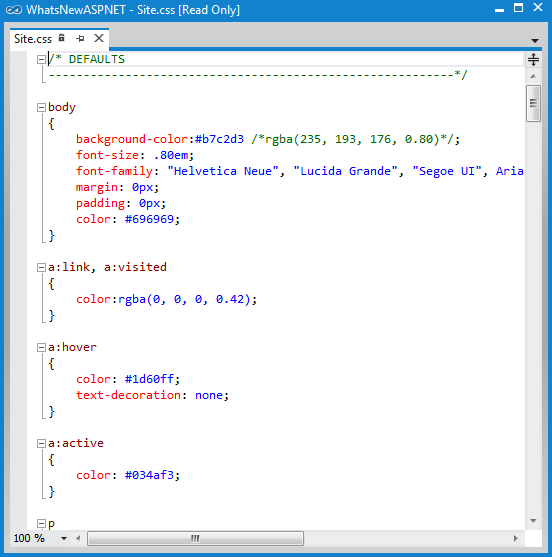 WhatsNewASPNET - Site.css [Read Only]
Site.css
/* DEFAULTS
----------------------------------------------------------*/
body
{
    background-color:#b7c2d3 /*rgba(235, 193, 176, 0.80)*/;
    font-size: .80em;
    font-family: "Helvetica Neue", "Lucida Grande", "Segoe UI", Aria
    margin: 0px;
    padding: 0px;
    color: #696969;
}
a:link, a:visited
{
    color:rgba(0, 0, 0, 0.42);
}
a:hover
{
    color: #1d60ff;
    text-decoration: none;
}
a:active
{
    color: #034af3;
}
p
100 %